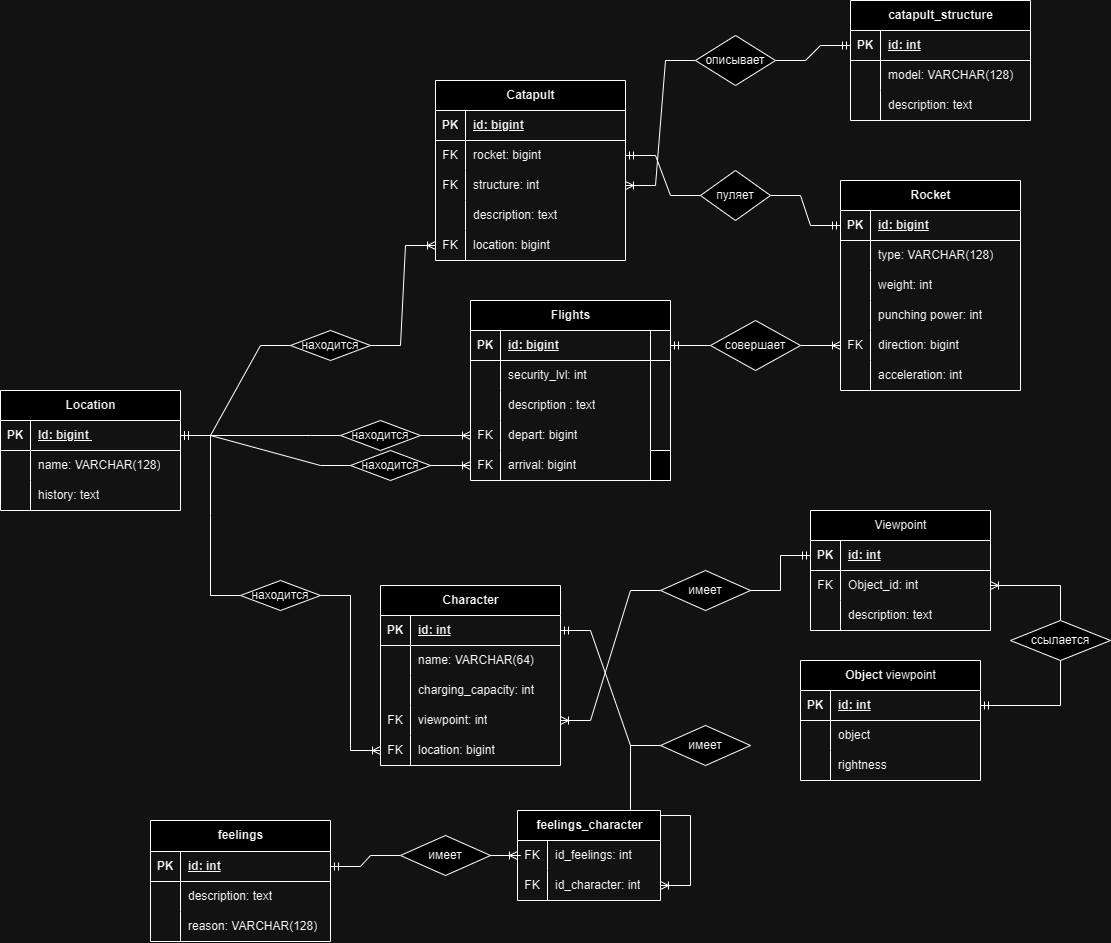 catapult_structure
PK id: int
model: VARCHAR(128)
description: text
описывает
Catapult
PK id: bigint
FK rocket: bigint
FK structure: int
description: text
FK location: bigint
пуляет
Rocket
PK id: bigint
type: VARCHAR(128)
weight: int
punching power: int
FK direction: bigint
acceleration: int
находится
Flights
PK id: bigint
security_lvl: int
description : text
FK depart: bigint
FK arrival: bigint
совершает
Location
PK Id: bigint
name: VARCHAR(128)
history: text
находится
находится
Viewpoint
PK id: int
FK Object_id: int
description: text
имеет
находится
Character
PK id: int
name: VARCHAR(64)
charging_capacity: int
FK viewpoint: int
FK location: bigint
ссылается
Object viewpoint
PK id: int
object
rightness
имеет
feelings
PK id: int
description: text
reason: VARCHAR(128)
имеет
feelings_character
FK id_feelings: int
FK id_character: int